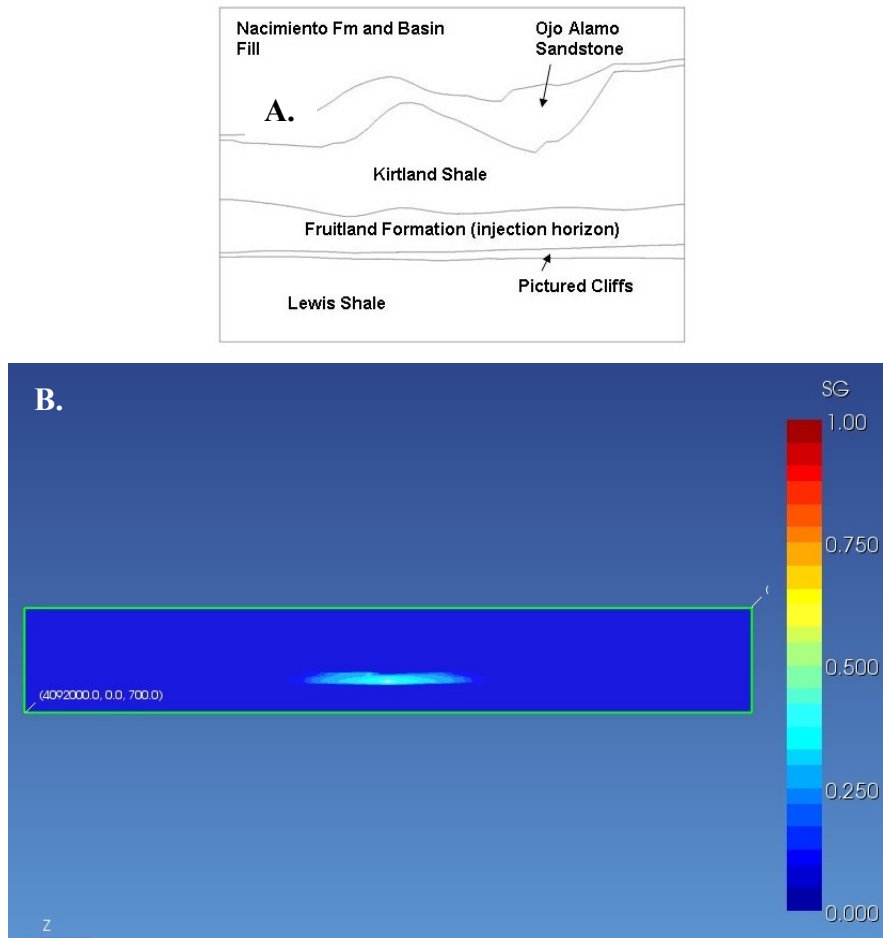 Nacimiento Fm and Basin
Fill
Ojo Alamo
Sandstone
A.
Kirtland Shale
Fruitland Formation (injection horizon)
Pictured Cliffs
Lewis Shale
B.
SG
1.00
0.750
0.500
0.250
0.000
(4092000.0, 0.0, 700.0)
(
Z